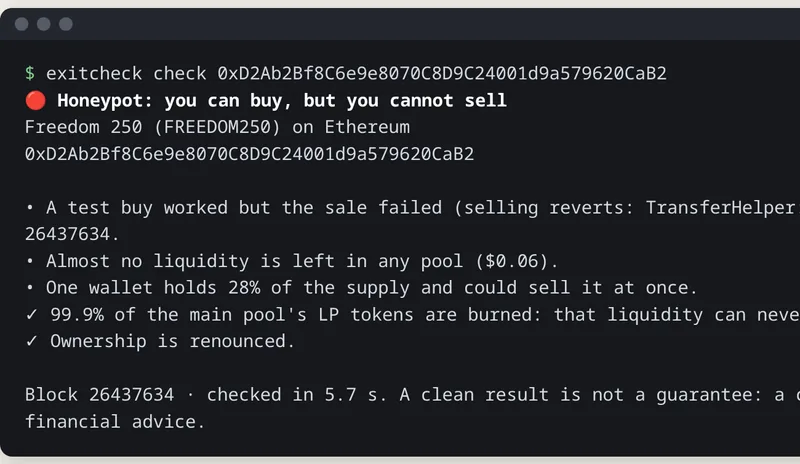 $ exitcheck check 0xD2Ab2Bf8C6e9e8070C8D9C24001d9a579620CaB2
🔴 Honeypot: you can buy, but you cannot sell
Freedom 250 (FREEDOM250) on Ethereum
0xD2Ab2Bf8C6e9e8070C8D9C24001d9a579620CaB2
• A test buy worked but the sale failed (selling reverts: TransferHelper
26437634.
• Almost no liquidity is left in any pool ($0.06).
• One wallet holds 28% of the supply and could sell it at once.
✓ 99.9% of the main pool's LP tokens are burned: that liquidity can
✓ Ownership is renounced.
Block 26437634 · checked in 5.7 s. A clean result is not a guarantee: a
financial advice.